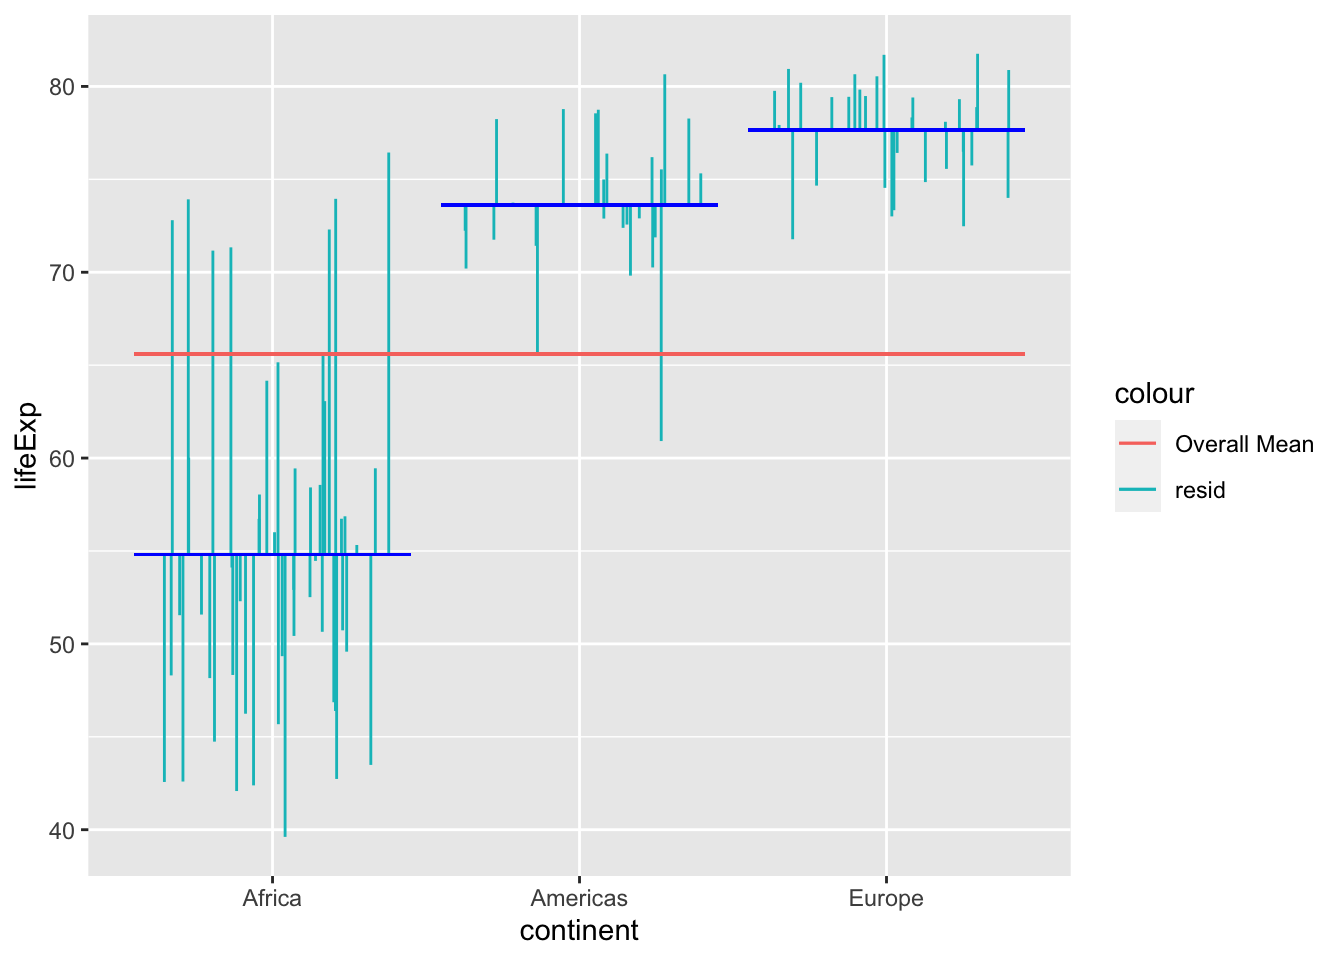 80
70
60
50
40
lifeExp
Africa
Americas
Europe
continent
colour
Overall Mean
resid